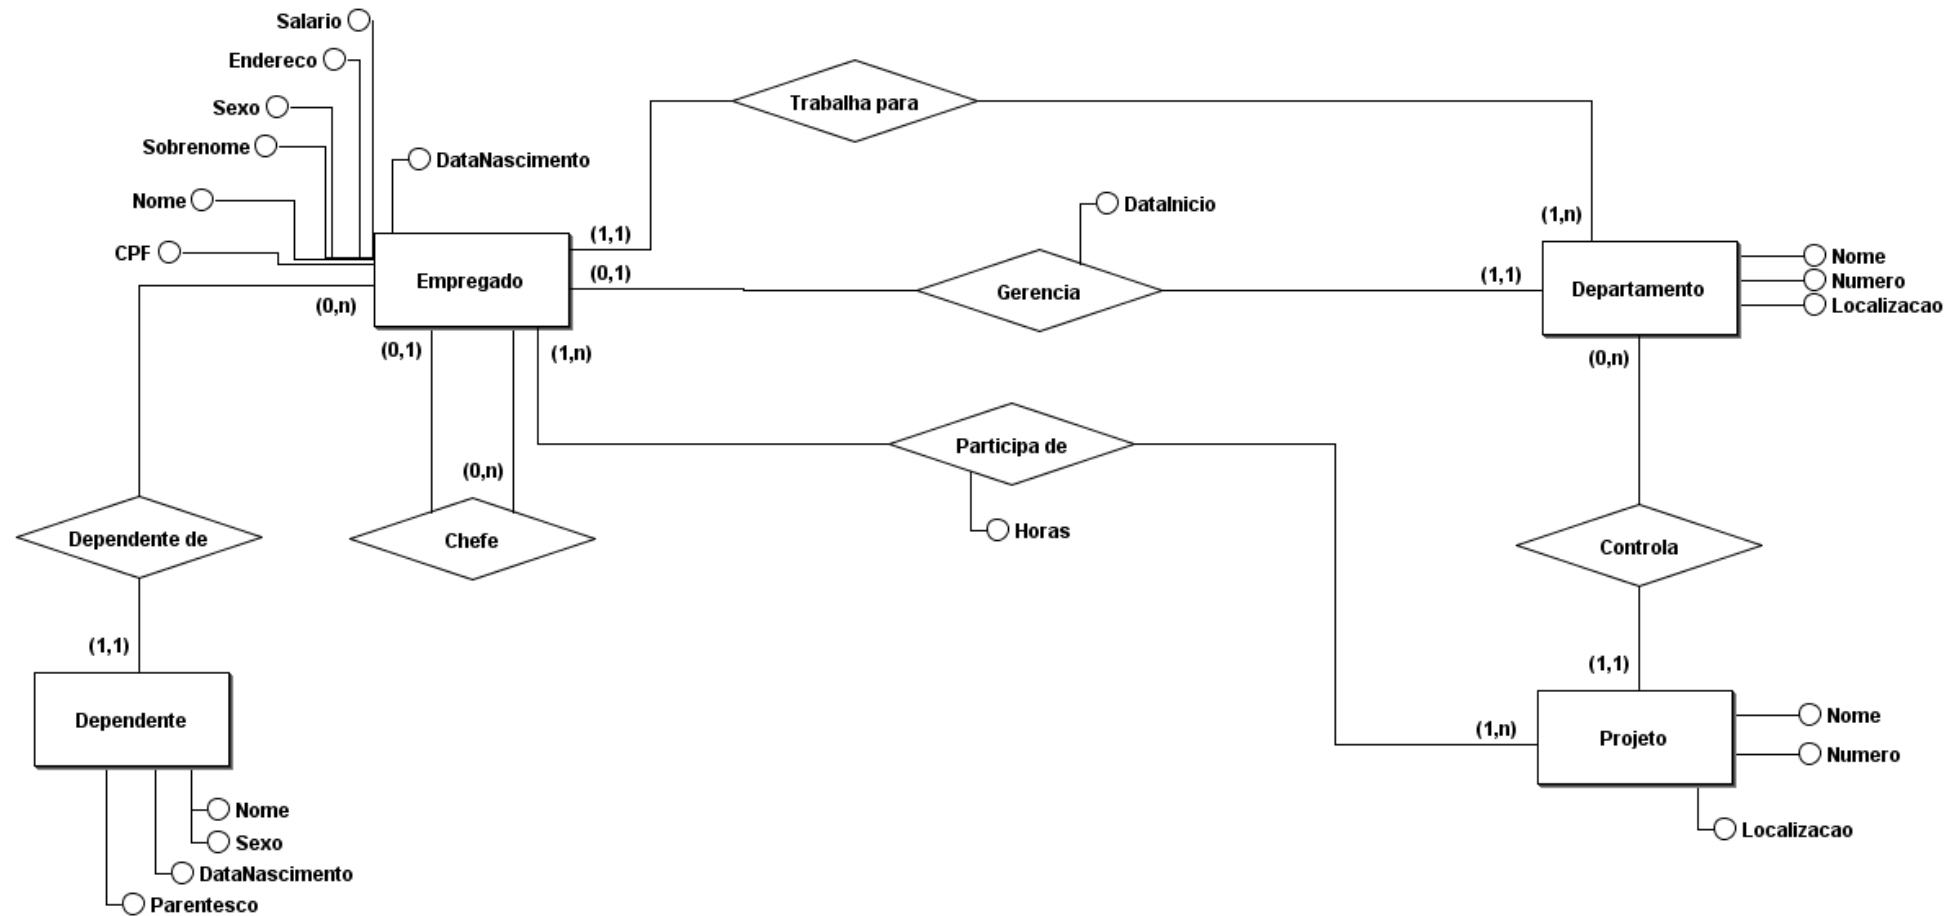 Salario
Endereco
Trabalha para
Sexo
Sobrenome
DataNascimento
Nome
DataInicio
(1,n)
(1,1)
CPF
Nome
(0,1)
(1,1)
Empregado
Numero
Gerencia
Departamento
(0,n)
Localizacao
(0,1)
(1,n)
(0,n)
Participa de
(0,n)
Horas
Dependente de
Chefe
Controla
(1,1)
(1,1)
Dependente
Nome
(1,n)
Projeto
Numero
Nome
Localizacao
Sexo
DataNascimento
Parentesco